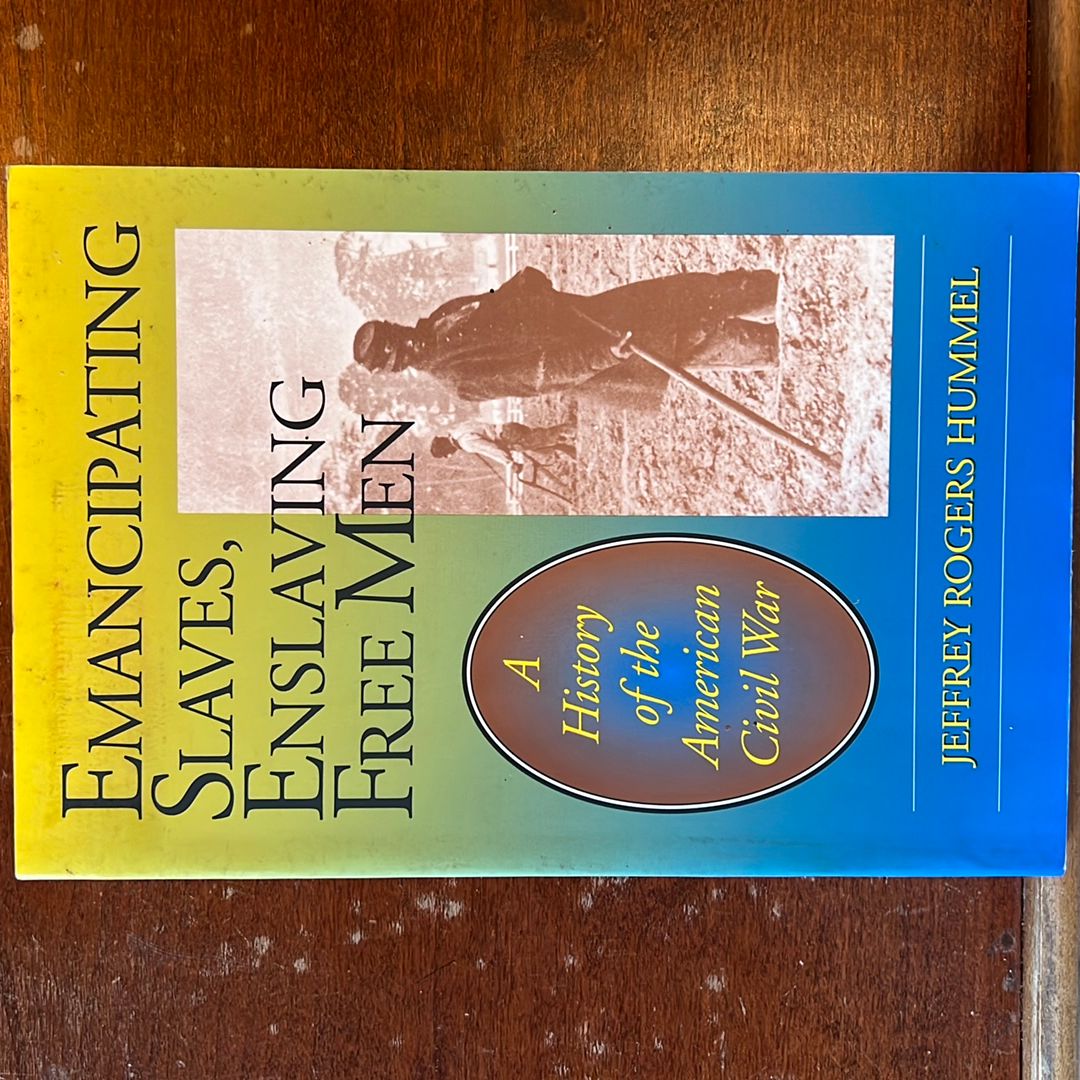 EMANCIPATING
SLAVES,
ENSLAVING
FREE MEN
A
History
of the
American
Civil War
JEFFREY ROGERS HUMMEL